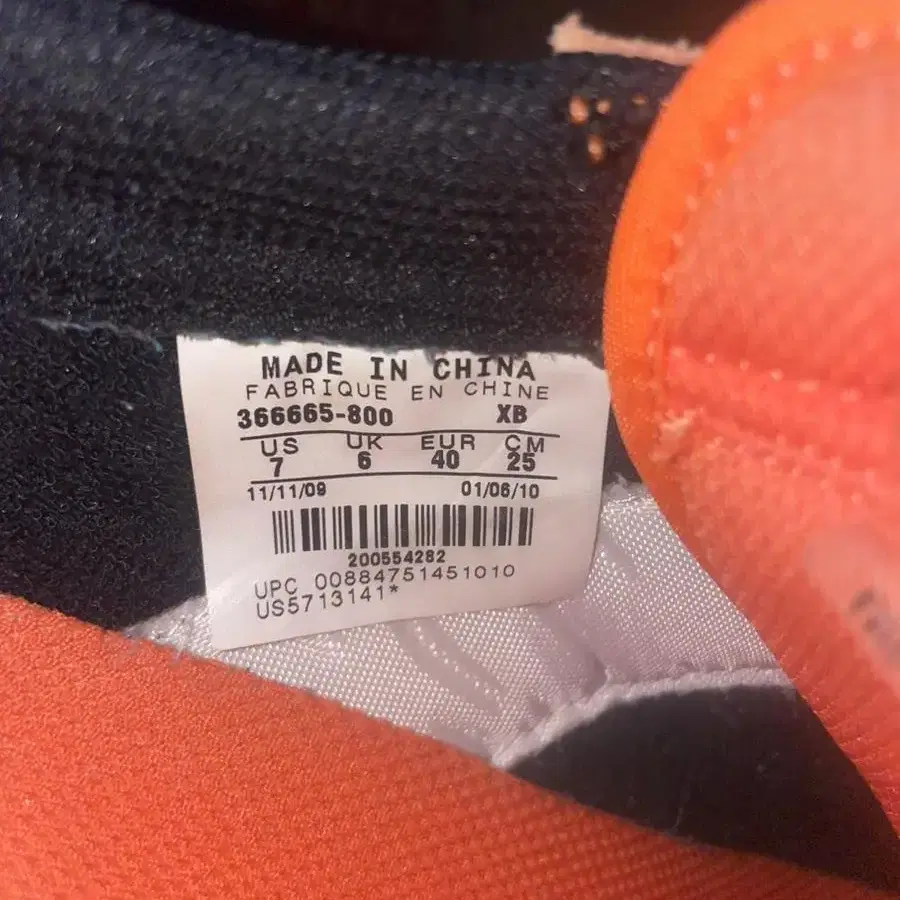 MADE IN CHINA
FABRIQUE EN CHINE
366665-800 XB
US UK EUR CM
7 6 40 25
11/11/09 01/06/10
200554282
UPC 00884751451010
US5713141*